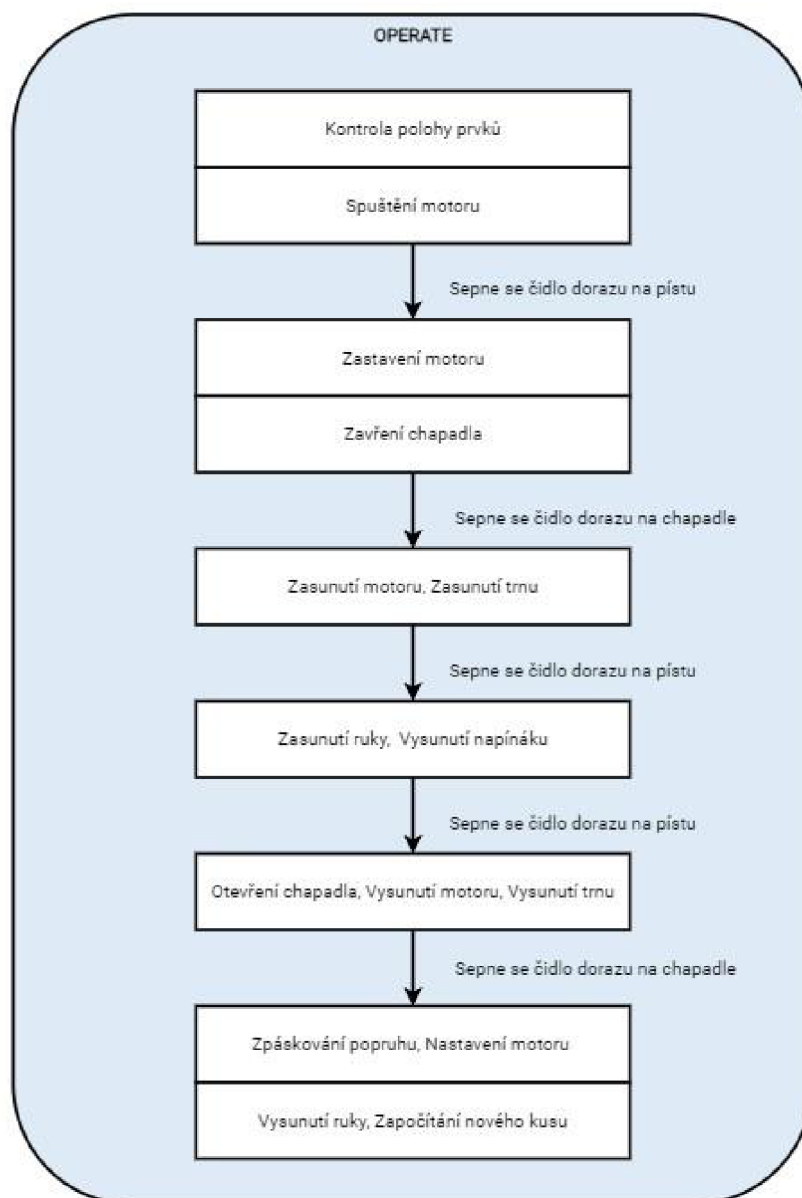 OPERATE
Kontrola polohy prvků
Spuštění motoru
Sepne se čidlo dorazu na pístu
Zastavení motoru
Zavření chapadla
Sepne se čidlo dorazu na chapadle
Zasunutí motoru, Zasunutí trnu
Sepne se čidlo dorazu na pístu
Zasunutí ruky, Vysunutí napínáku
Sepne se čidlo dorazu na pístu
Otevření chapadla, Vysunutí motoru, Vysunutí trnu
Sepne se čidlo dorazu na chapadle
Zpáskování popruhu, Nastavení motoru
Vysunutí ruky, Započítání nového kusu